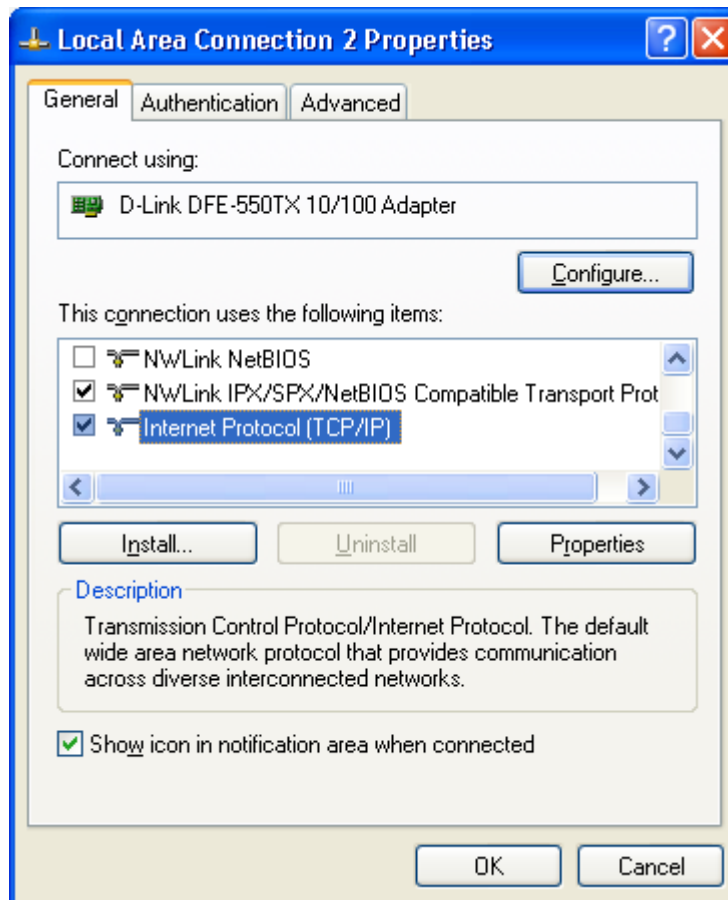 Local Area Connection 2 Properties
General Authentication Advanced
Connect using:
D-Link DFE-550TX 10/100 Adapter
Configure...
This connection uses the following items:
NWLink NetBIOS
NWLink IPX/SPX/NetBIOS Compatible Transport Prot
Internet Protocol (TCP/IP)
Install... Uninstall Properties
Description
Transmission Control Protocol/Internet Protocol. The default
wide area network protocol that provides communication
across diverse interconnected networks.
Show icon in notification area when connected
OK Cancel